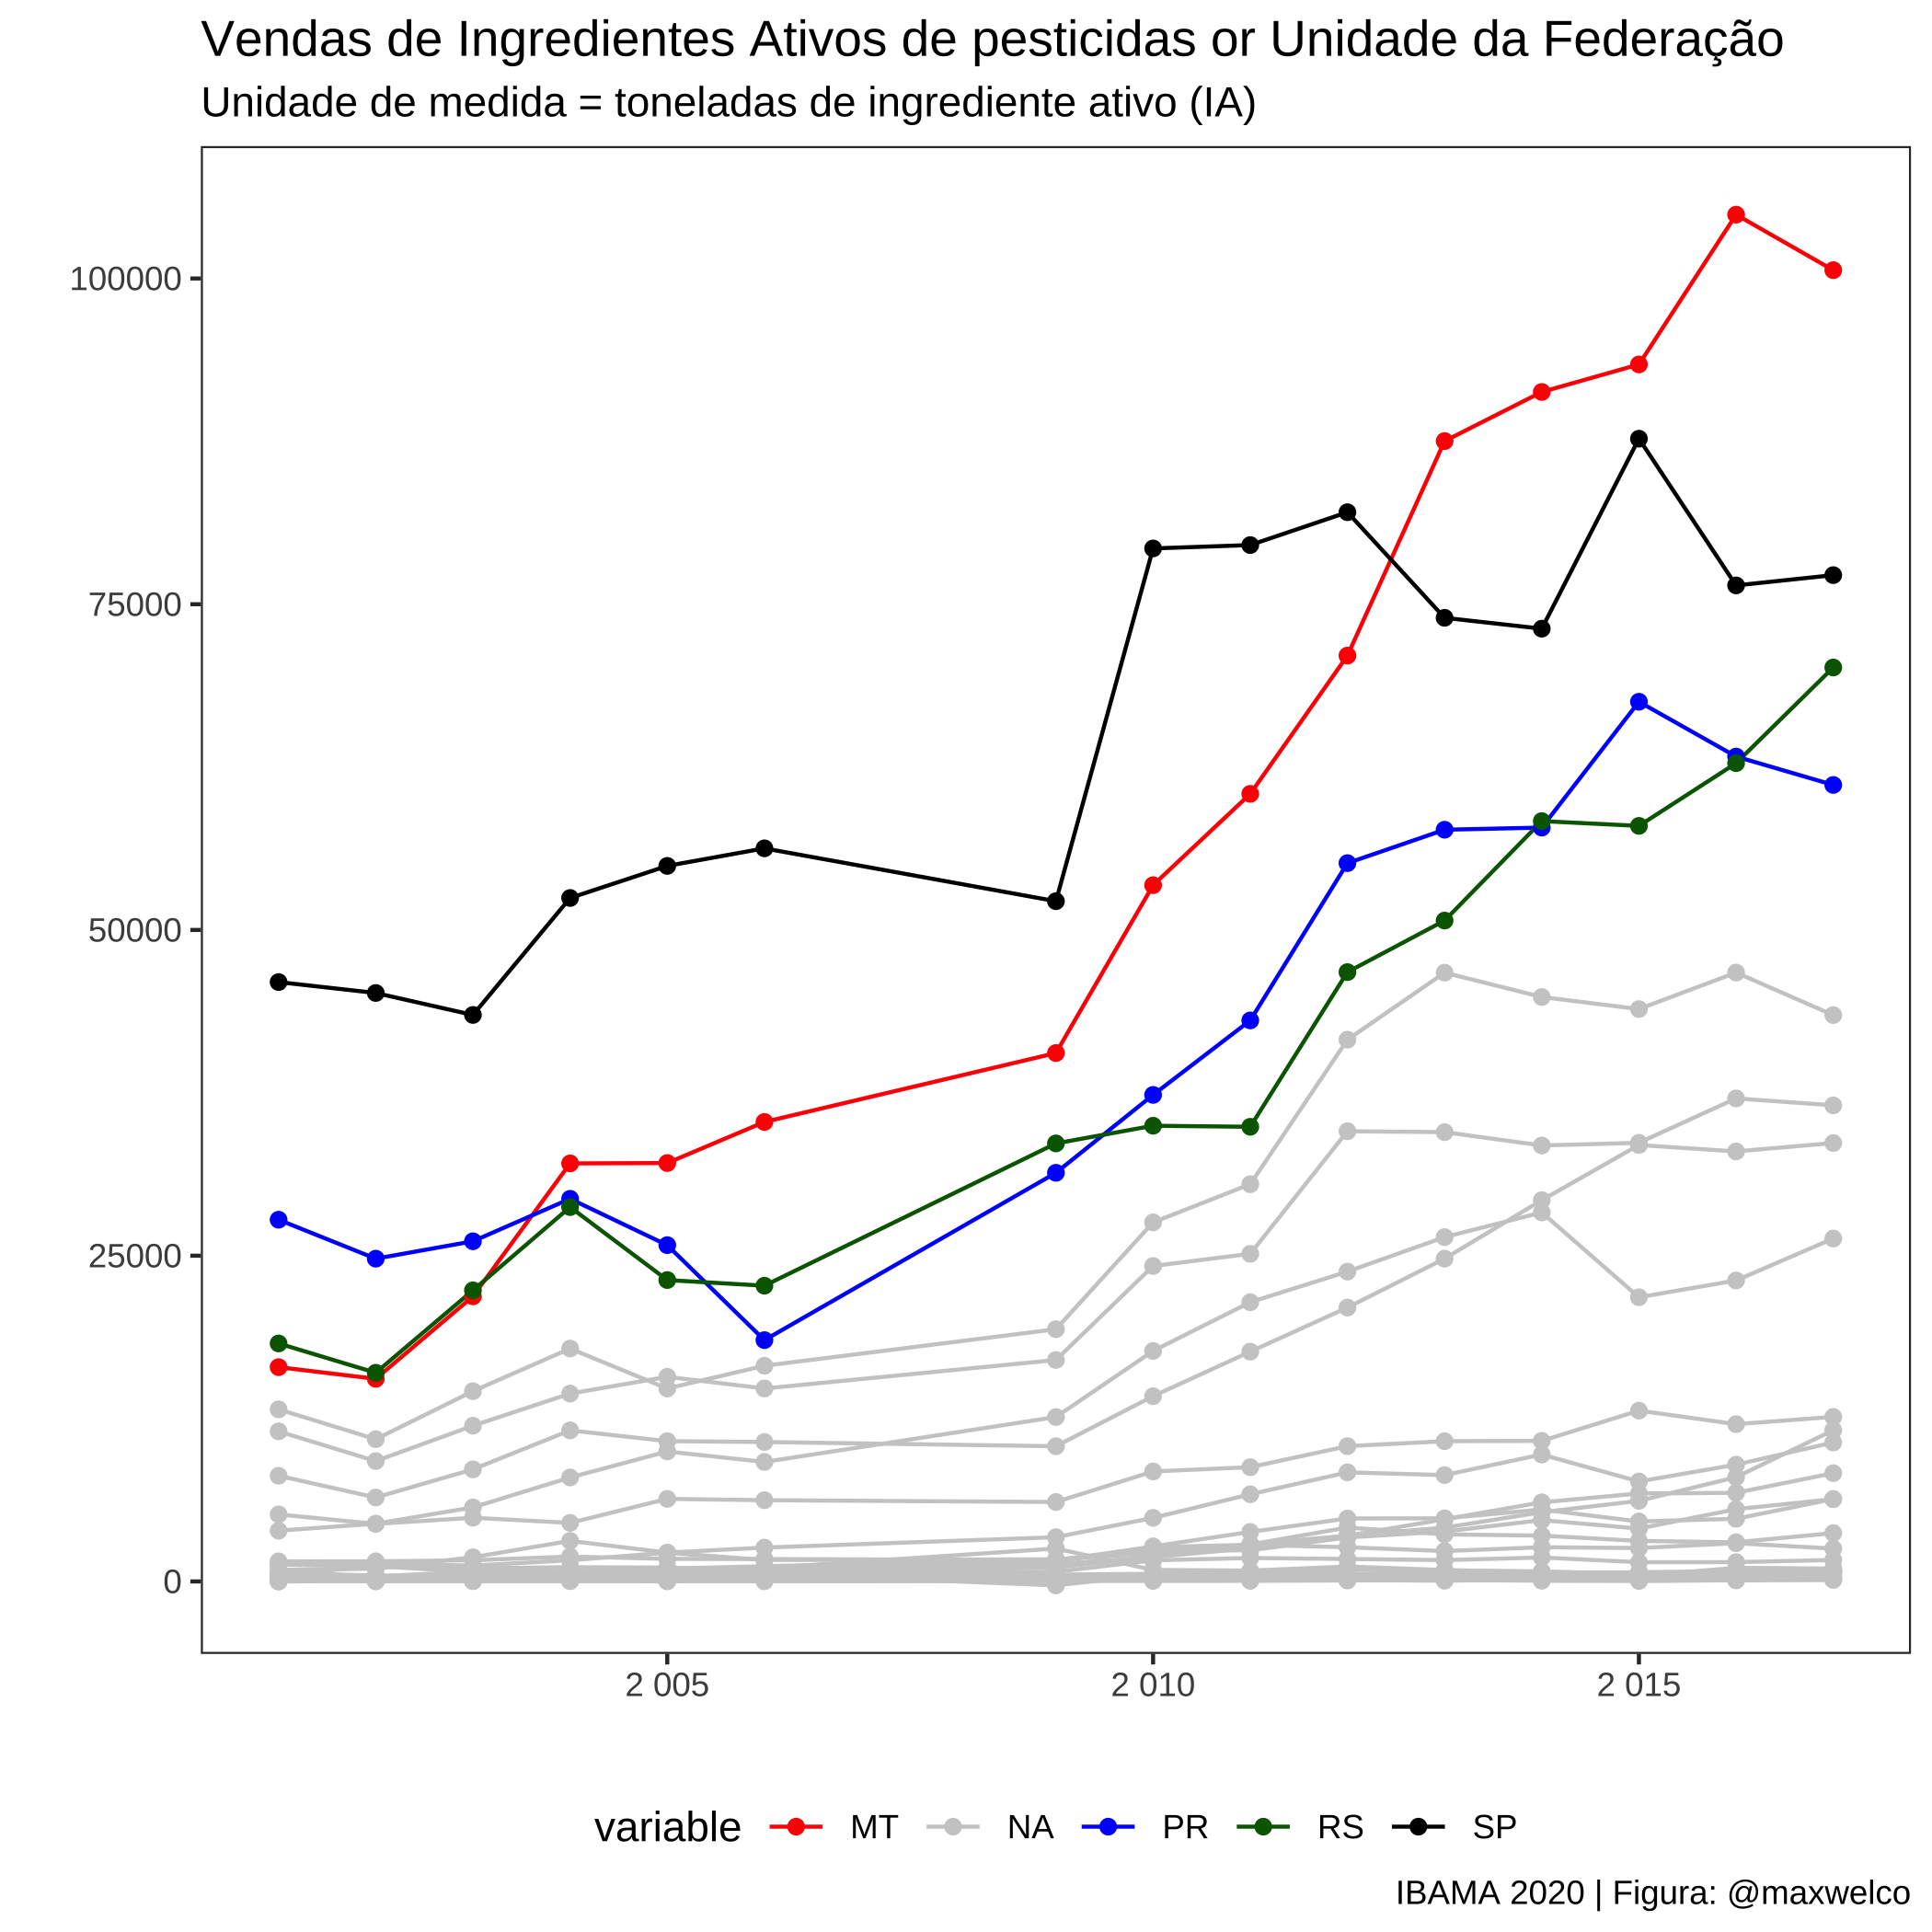 Vendas de Ingredientes Ativos de pesticidas or Unidade da Federação
Unidade de medida = toneladas de ingrediente ativo (IA)
100000
75000
50000
25000
0
2 005
2 010
2 015
variable MT NA PR RS SP
IBAMA 2020 | Figura: @maxwelco